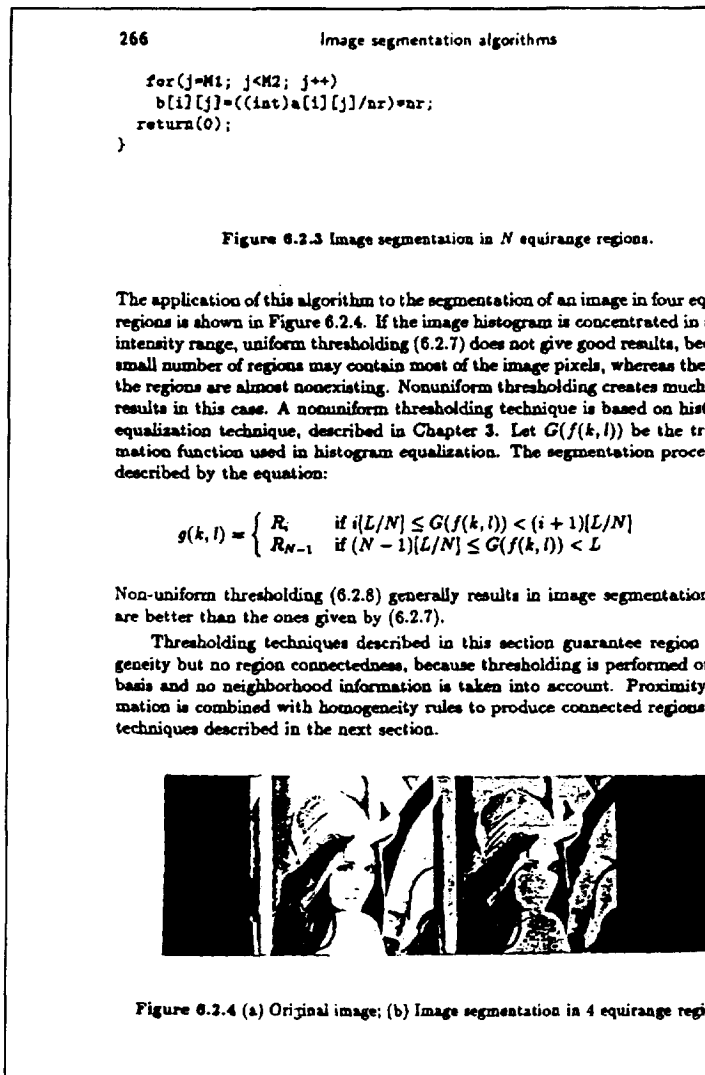 266 Image segmentation algorithms
for(j=M1; j<M2; j++)
b[i][j]=((int)a[i][j]/nr)*nr;
return(0);
}
Figure 6.2.3 Image segmentation in N equirange regions.
The application of this algorithm to the segmentation of an image in four eq
regions is shown in Figure 6.2.4. If the image histogram is concentrated in
intensity range, uniform thresholding (6.2.7) does not give good results, bec
small number of regions may contain most of the image pixels, whereas the
the regions are almost nonexisting. Nonuniform thresholding creates much
results in this case. A nonuniform thresholding technique is based on hist
equalization technique, described in Chapter 3. Let G(f(k,l)) be the tr
mation function used in histogram equalization. The segmentation proce
described by the equation:
g(k,l) = { R_i if i[L/N] ≤ G(f(k,l)) < (i + 1)[L/N]
R_{N-1} if (N − 1)[L/N] ≤ G(f(k,l)) < L
Non-uniform thresholding (6.2.8) generally results in image segmentation
are better than the ones given by (6.2.7).
Thresholding techniques described in this section guarantee region
geneity but no region connectedness, because thresholding is performed o
basis and no neighborhood information is taken into account. Proximity
mation is combined with homogeneity rules to produce connected regions
techniques described in the next section.
Figure 6.2.4 (a) Original image; (b) Image segmentation in 4 equirange regi